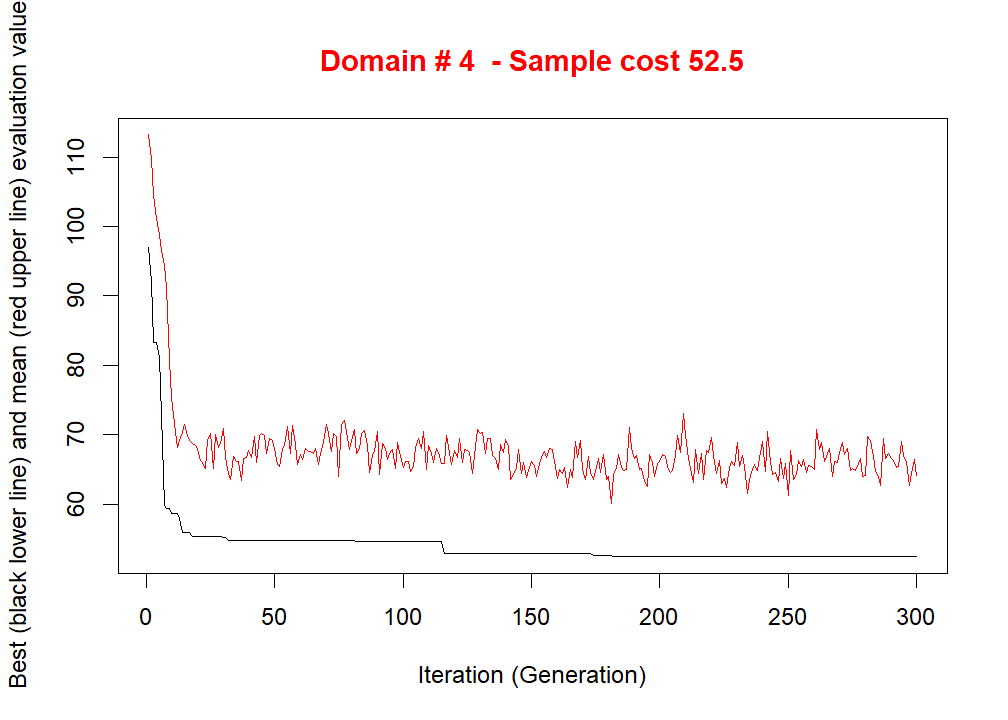 Domain # 4  - Sample cost 52.5
Best (black lower line) and mean (red upper line) evaluation value
110
100
90
80
70
60
0 50 100 150 200 250 300
Iteration (Generation)